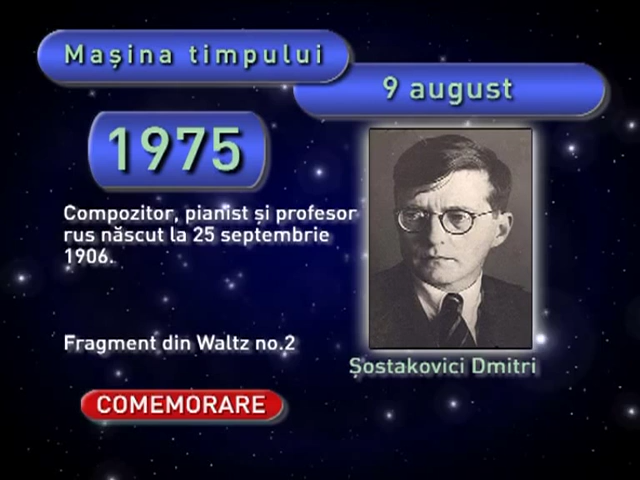 Mașina timpului
9 august
1975
Compozitor, pianist și profesor
rus născut la 25 septembrie
1906.
Fragment din Waltz no.2
Șostakovici Dmitri
COMEMORARE